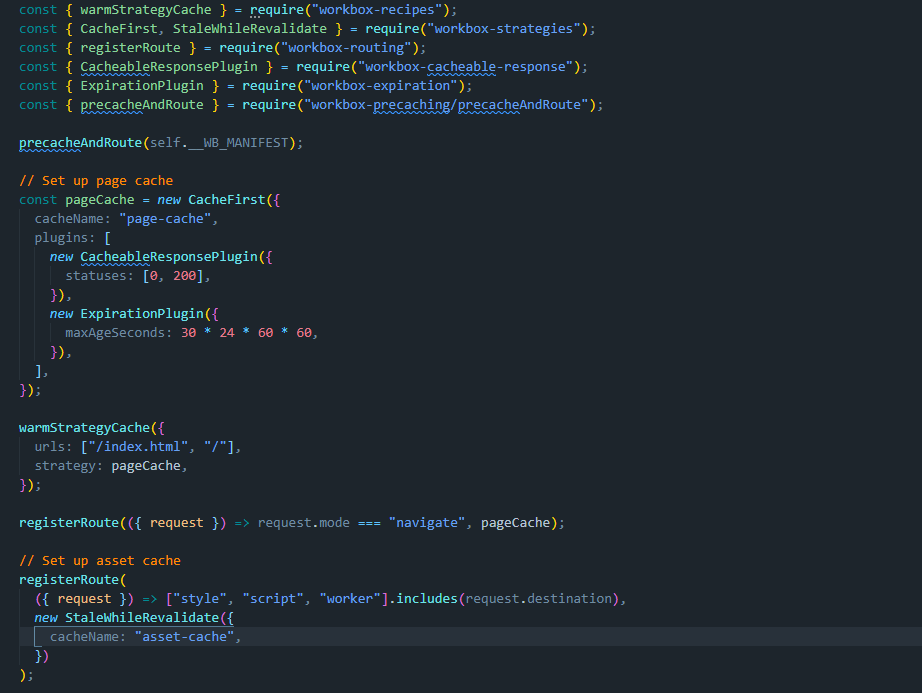 const { warmStrategyCache } = require("workbox-recipes");
const { CacheFirst, StaleWhileRevalidate } = require("workbox-strategies");
const { registerRoute } = require("workbox-routing");
const { CacheableResponsePlugin } = require("workbox-cacheable-response");
const { ExpirationPlugin } = require("workbox-expiration");
const { precacheAndRoute } = require("workbox-precaching/precacheAndRoute");

precacheAndRoute(self.__WB_MANIFEST);

// Set up page cache
const pageCache = new CacheFirst({
  cacheName: "page-cache",
  plugins: [
    new CacheableResponsePlugin({
      statuses: [0, 200],
    }),
    new ExpirationPlugin({
      maxAgeSeconds: 30 * 24 * 60 * 60,
    }),
  ],
});

warmStrategyCache({
  urls: ["/index.html", "/"],
  strategy: pageCache,
});

registerRoute(({ request }) => request.mode === "navigate", pageCache);

// Set up asset cache
registerRoute(
  ({ request }) => ["style", "script", "worker"].includes(request.destination),
  new StaleWhileRevalidate({
    cacheName: "asset-cache",
  })
);